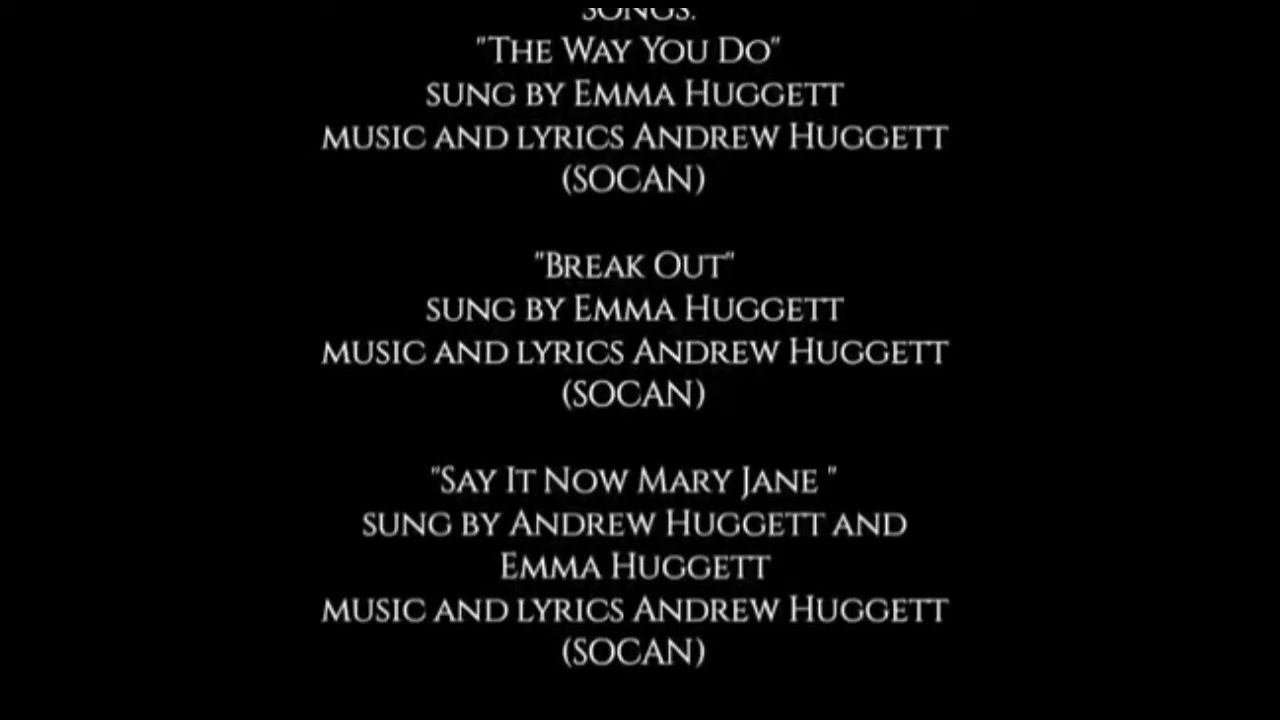 SONGS:
"THE WAY YOU DO"
SUNG BY EMMA HUGGETT
MUSIC AND LYRICS ANDREW HUGGETT
(SOCAN)
"BREAK OUT"
SUNG BY EMMA HUGGETT
MUSIC AND LYRICS ANDREW HUGGETT
(SOCAN)
"SAY IT NOW MARY JANE "
SUNG BY ANDREW HUGGETT AND
EMMA HUGGETT
MUSIC AND LYRICS ANDREW HUGGETT
(SOCAN)